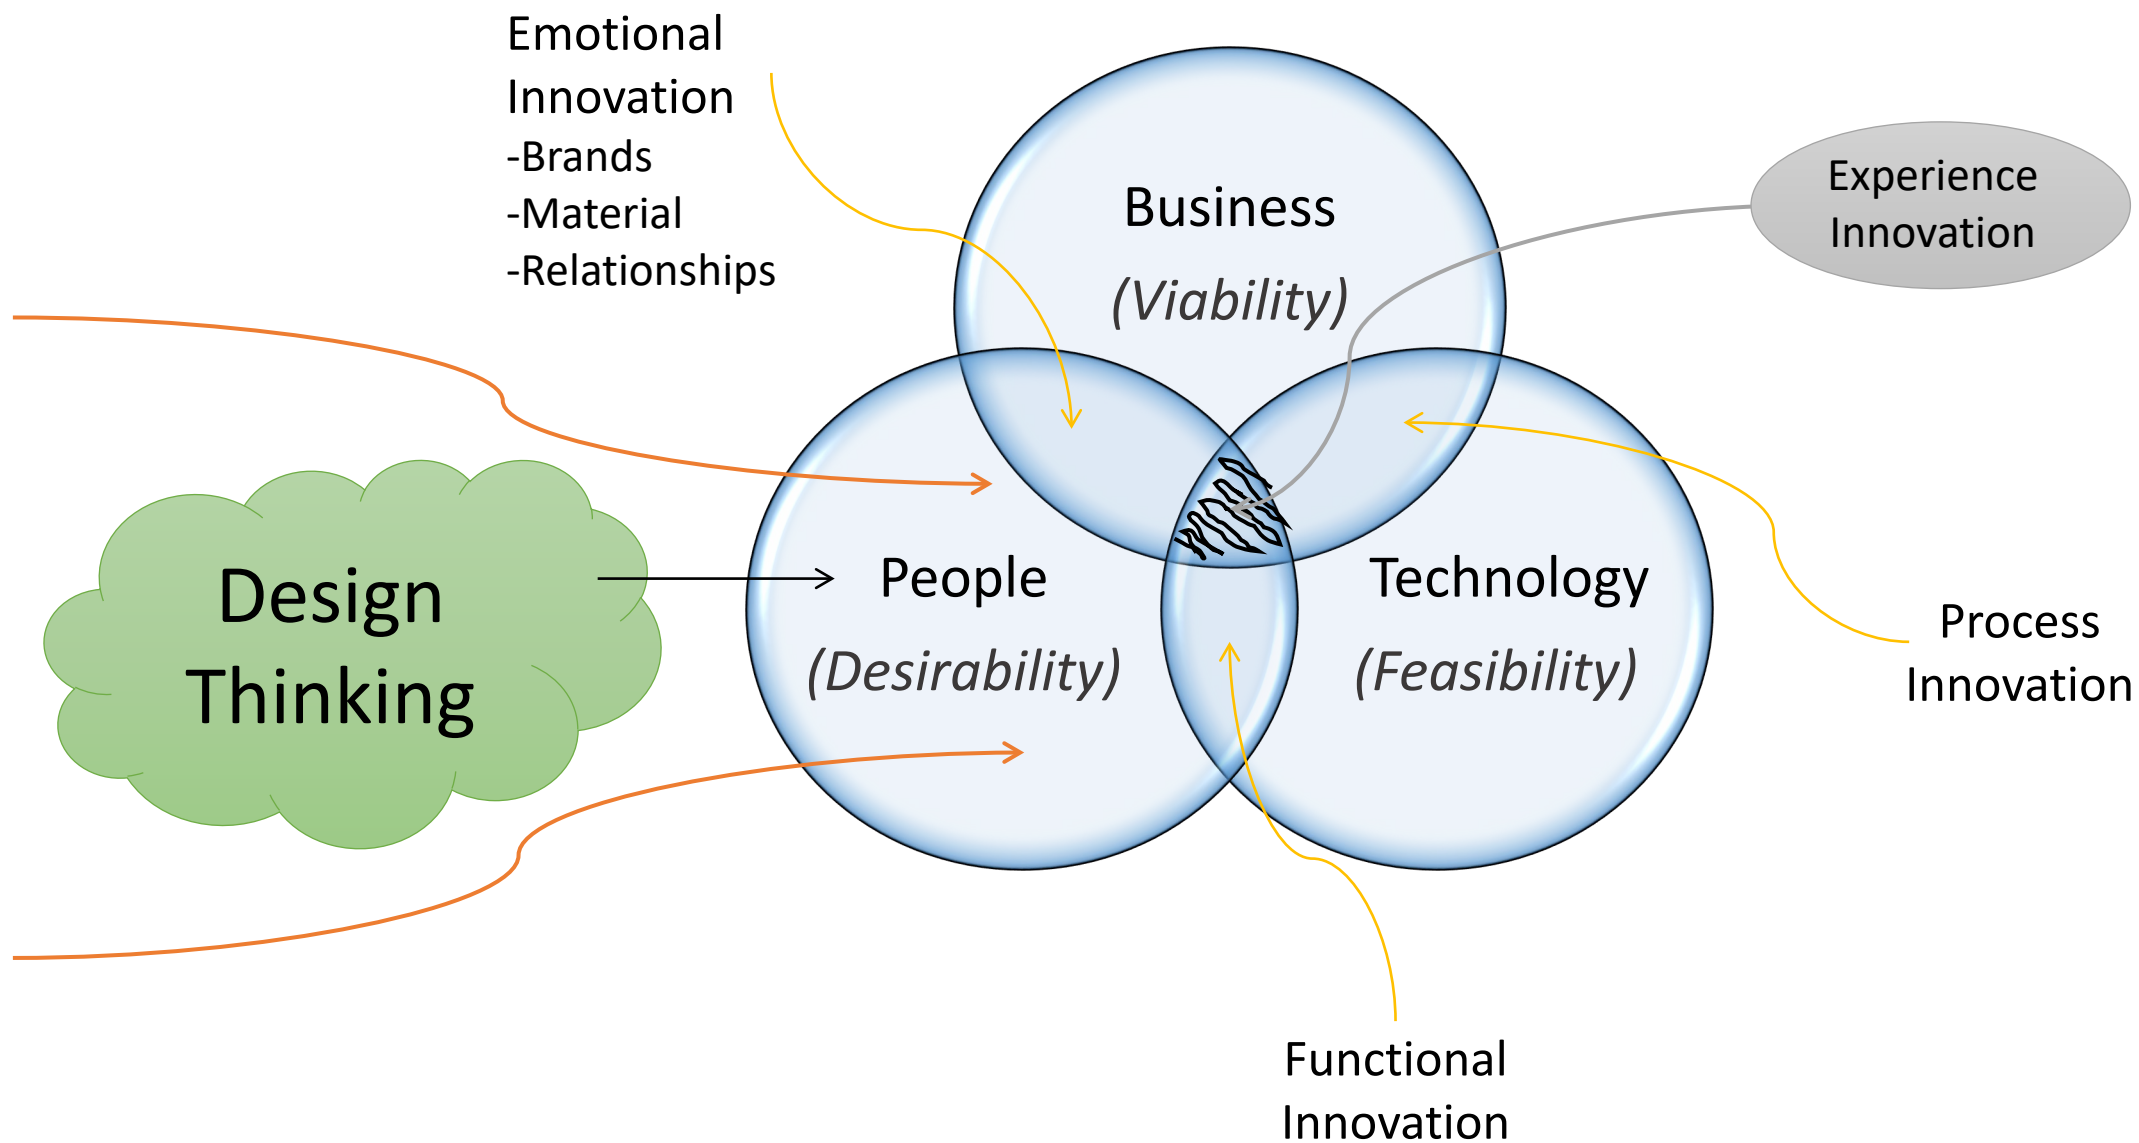 Emotional
Innovation
-Brands
-Material
-Relationships
Business
(Viability)
Experience
Innovation
Design
Thinking
People
(Desirability)
Technology
(Feasibility)
Process
Innovation
Functional
Innovation